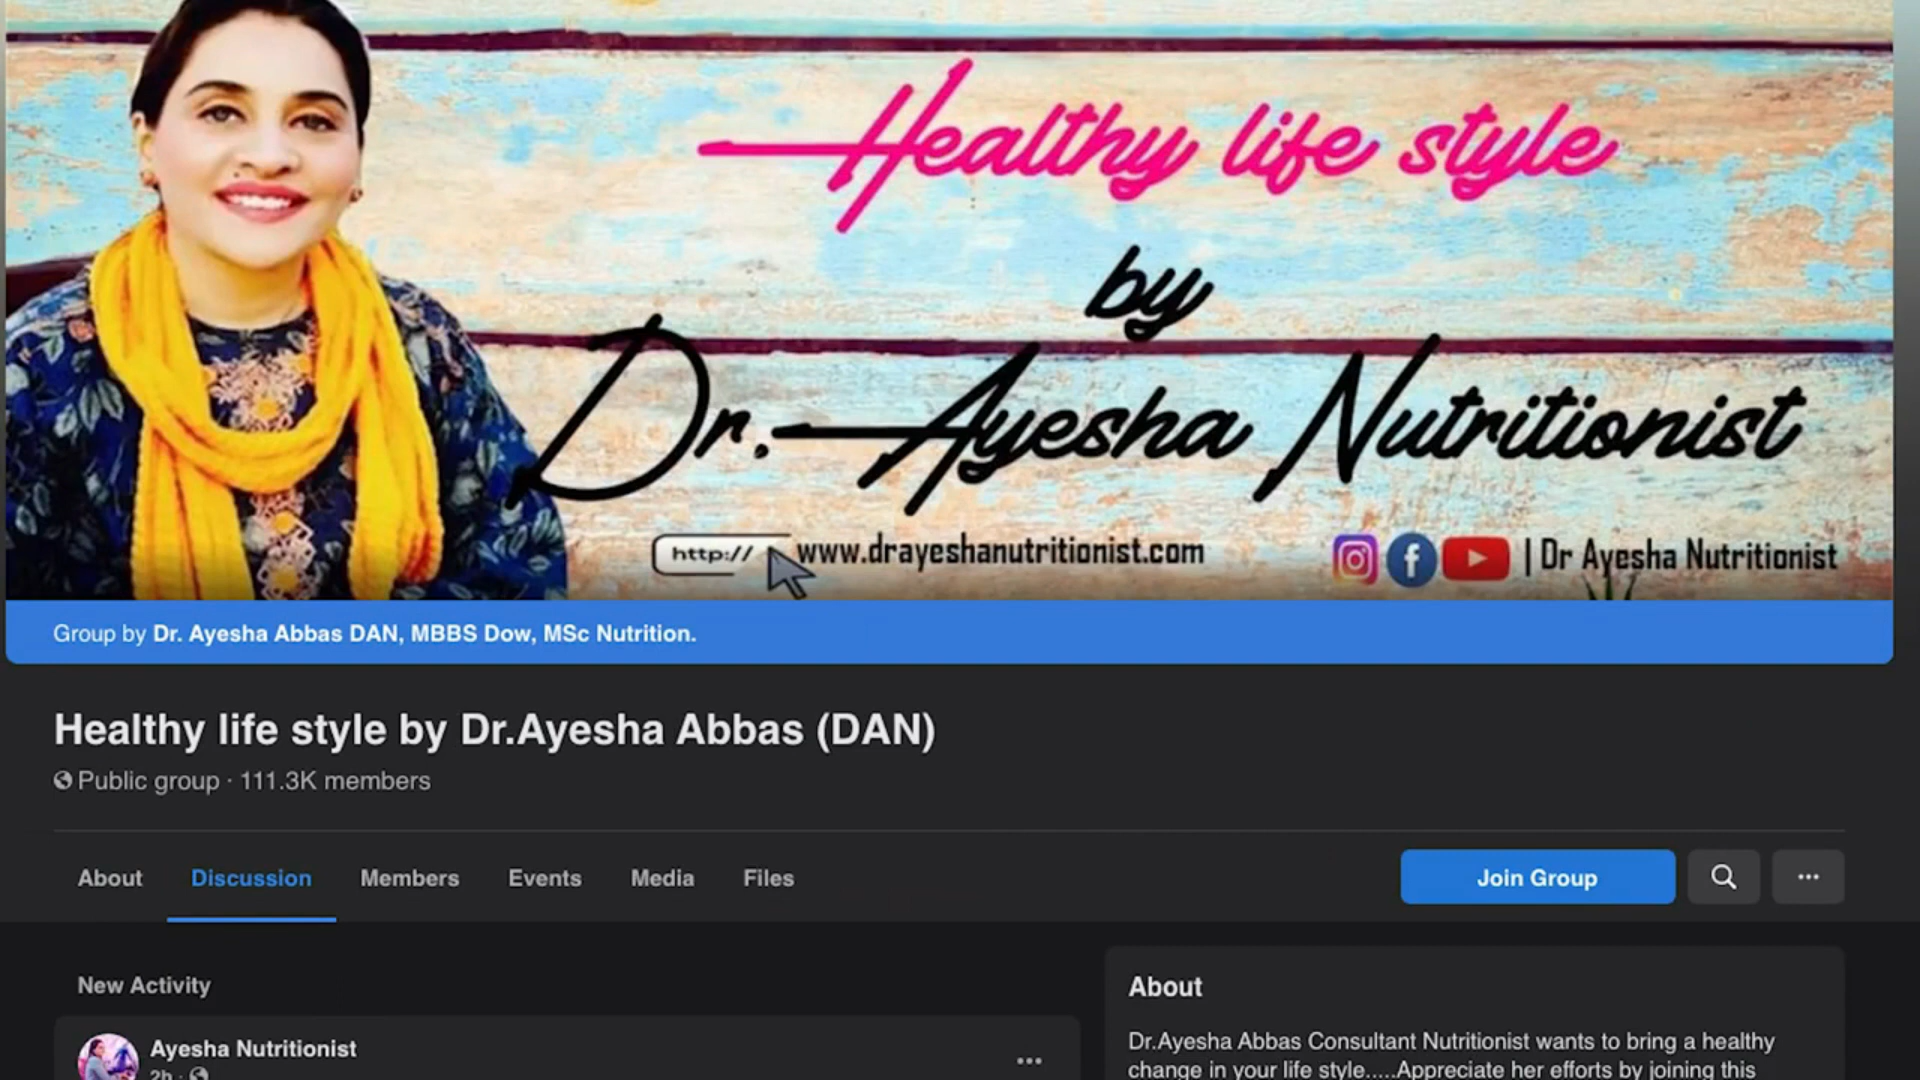 Healthy life style
by
Dr. Ayesha Nutritionist
http:// www.drayeshanutritionist.com
| Dr Ayesha Nutritionist
Group by Dr. Ayesha Abbas DAN, MBBS Dow, MSc Nutrition.
Healthy life style by Dr.Ayesha Abbas (DAN)
Public group · 111.3K members
About Discussion Members Events Media Files
Join Group
New Activity
Ayesha Nutritionist
2h ·
About
Dr.Ayesha Abbas Consultant Nutritionist wants to bring a healthy
change in your life style.....Appreciate her efforts by joining this